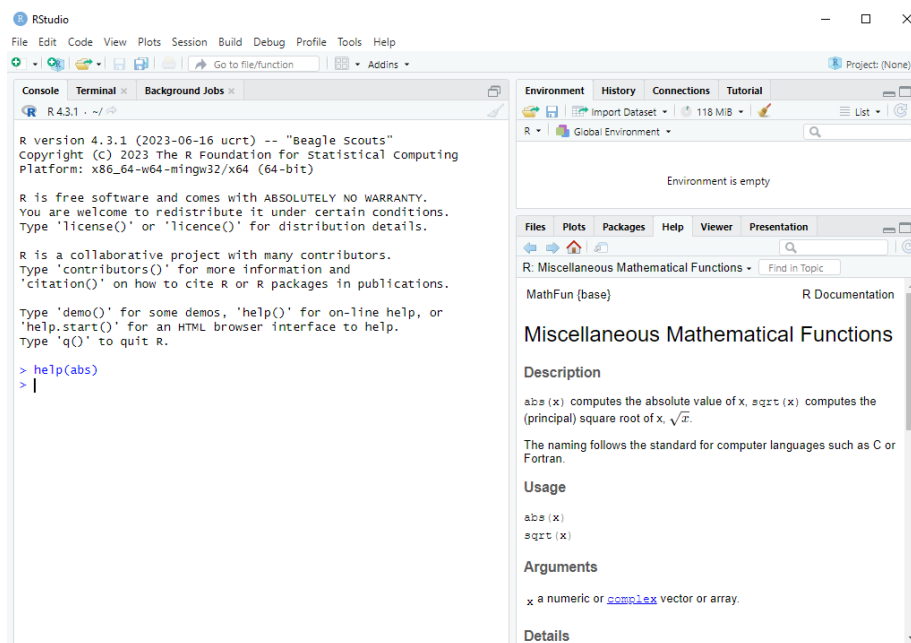 RStudio
File Edit Code View Plots Session Build Debug Profile Tools Help
Go to file/function Addins Project: (None)
Console Terminal Background Jobs
R 4.3.1 · ~/
R version 4.3.1 (2023-06-16 ucrt) -- "Beagle Scouts"
Copyright (C) 2023 The R Foundation for Statistical Computing
Platform: x86_64-w64-mingw32/x64 (64-bit)
R is free software and comes with ABSOLUTELY NO WARRANTY.
You are welcome to redistribute it under certain conditions.
Type 'license()' or 'licence()' for distribution details.
R is a collaborative project with many contributors.
Type 'contributors()' for more information and
'citation()' on how to cite R or R packages in publications.
Type 'demo()' for some demos, 'help()' for on-line help, or
'help.start()' for an HTML browser interface to help.
Type 'q()' to quit R.
> help(abs)
>
Environment History Connections Tutorial
Import Dataset 118 MiB List
R Global Environment
Environment is empty
Files Plots Packages Help Viewer Presentation
R: Miscellaneous Mathematical Functions Find in Topic
MathFun {base} R Documentation
Miscellaneous Mathematical Functions
Description
abs(x) computes the absolute value of x, sqrt(x) computes the
(principal) square root of x, √x.
The naming follows the standard for computer languages such as C or
Fortran.
Usage
abs(x)
sqrt(x)
Arguments
x a numeric or complex vector or array.
Details